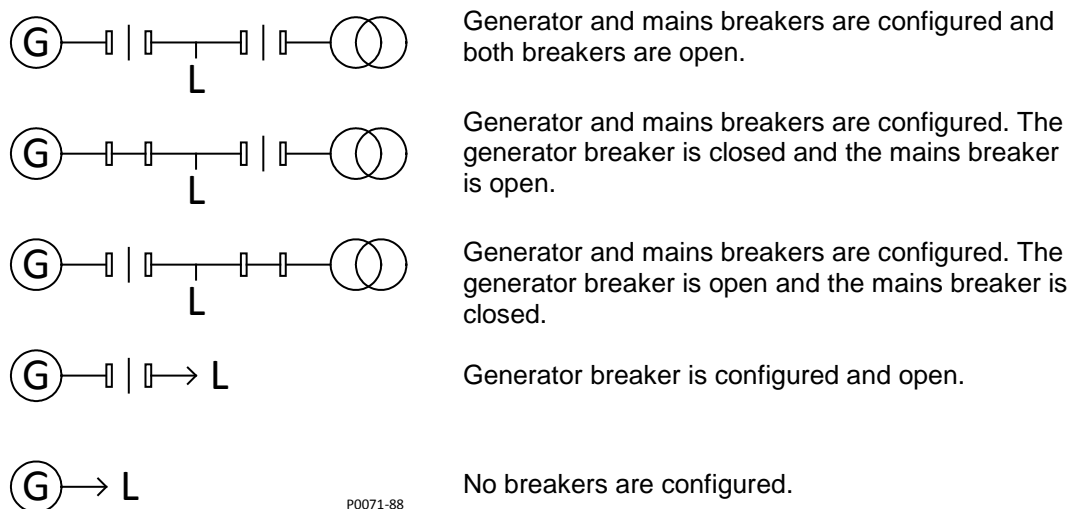 G
L
Generator and mains breakers are configured and
both breakers are open.
G
L
Generator and mains breakers are configured. The
generator breaker is closed and the mains breaker
is open.
G
L
Generator and mains breakers are configured. The
generator breaker is open and the mains breaker is
closed.
G L
Generator breaker is configured and open.
G L
P0071-88
No breakers are configured.